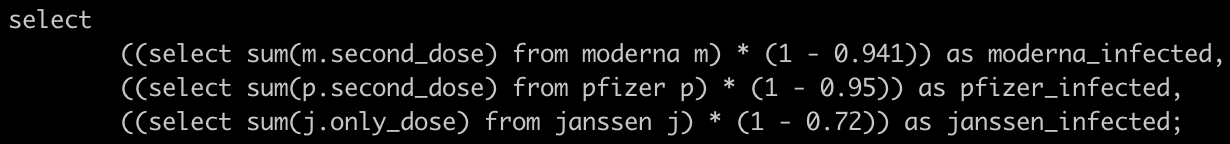 select
((select sum(m.second_dose) from moderna m) * (1 - 0.941)) as moderna_infected,
((select sum(p.second_dose) from pfizer p) * (1 - 0.95)) as pfizer_infected,
((select sum(j.only_dose) from janssen j) * (1 - 0.72)) as janssen_infected;